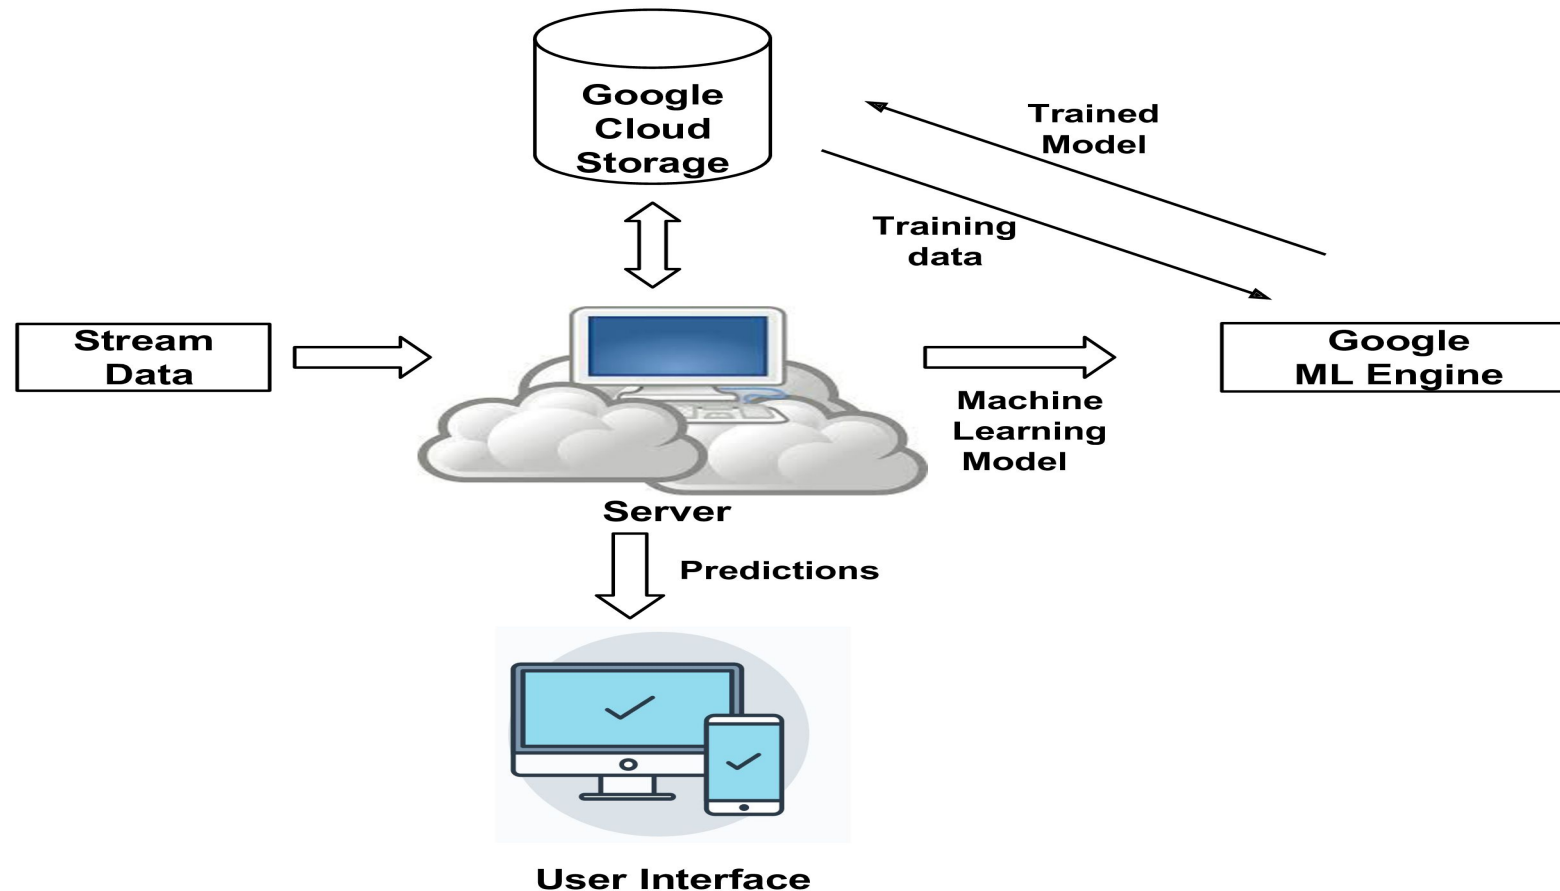 Google
Cloud
Storage
Trained
Model
Training
data
Stream
Data
Google
ML Engine
Machine
Learning
Model
Server
Predictions
User Interface